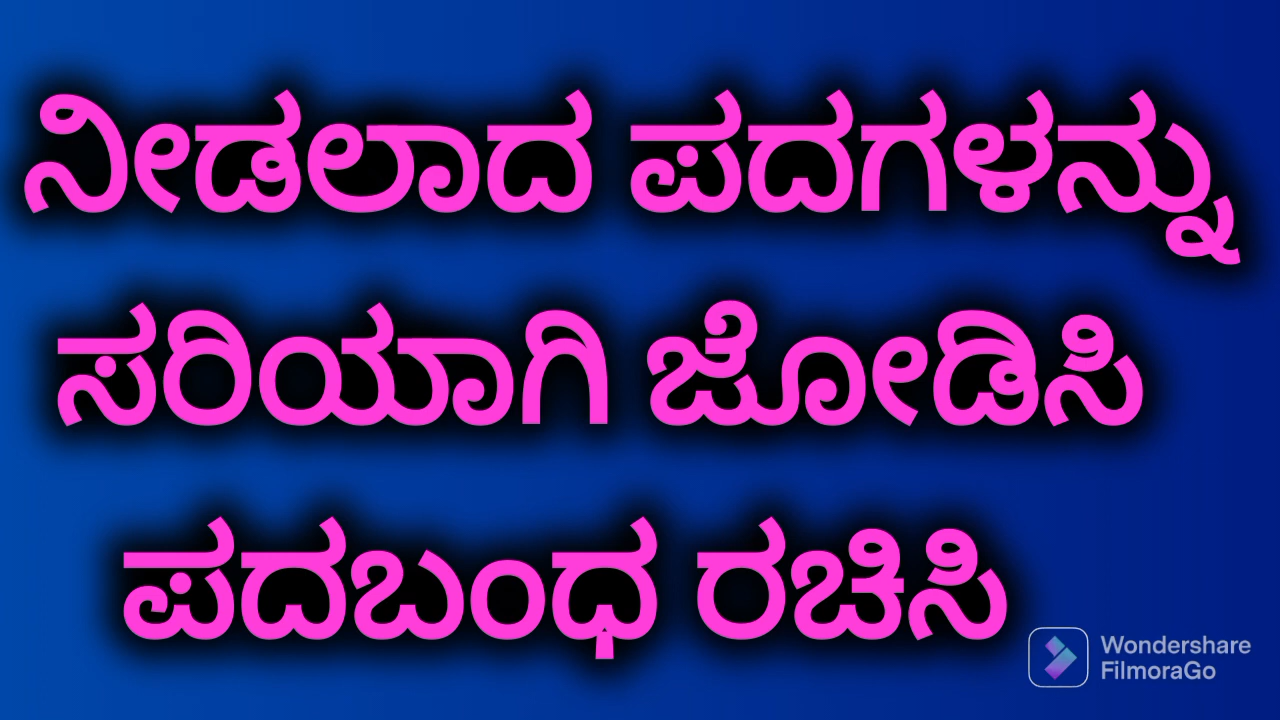 ನೀಡಲಾದ ಪದಗಳನ್ನು
ಸರಿಯಾಗಿ ಜೋಡಿಸಿ
ಪದಬಂಧ ರಚಿಸಿ
Wondershare
FilmoraGo